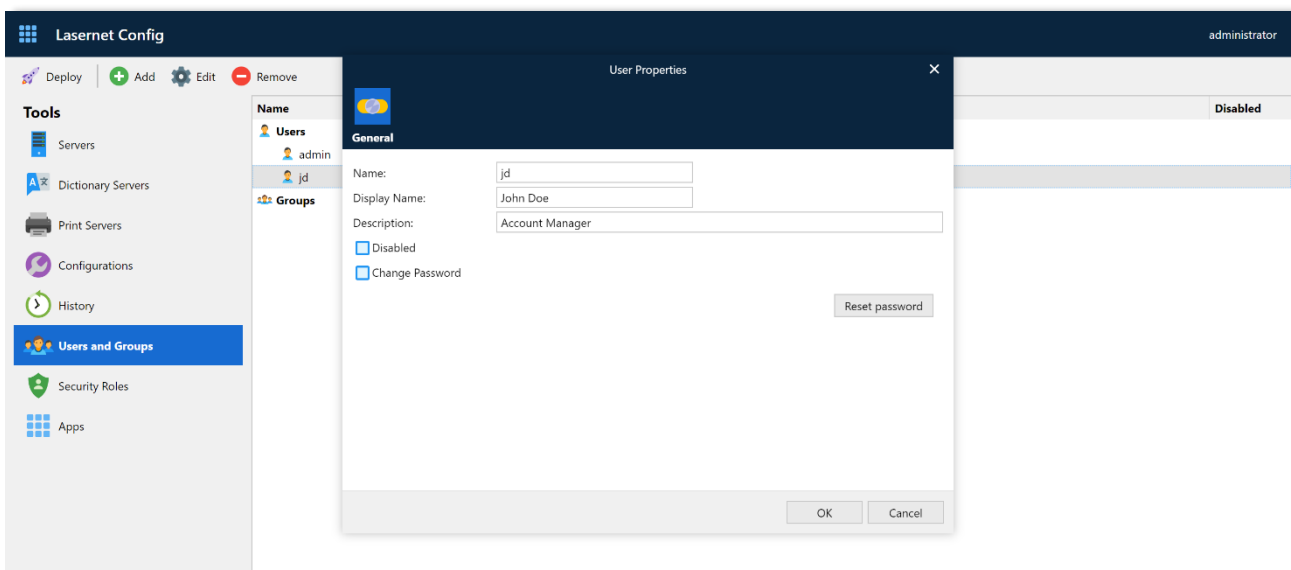 Lasernet Config
administrator
Deploy
Add
Edit
Remove
User Properties
Tools
Name
Disabled
Servers
Users
General
admin
Dictionary Servers
jd
Name:
jd
Groups
Display Name:
John Doe
Print Servers
Description:
Account Manager
Disabled
Configurations
Change Password
History
Reset password
Users and Groups
Security Roles
Apps
OK
Cancel